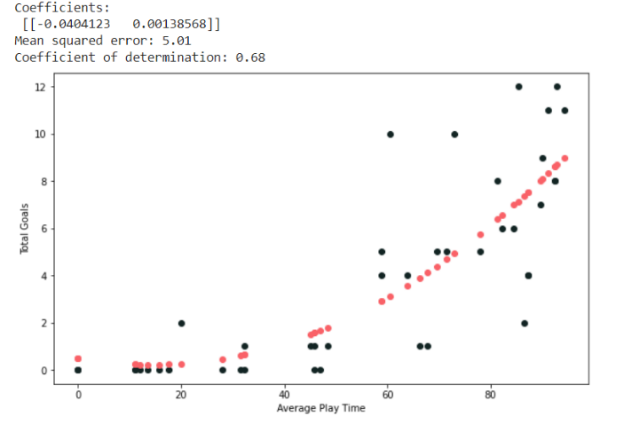 Coefficients:
[[-0.0404123 0.00138568]]
Mean squared error: 5.01
Coefficient of determination: 0.68
12
10
8
6
4
2
0
Total Goals
0 20 40 60 80
Average Play Time